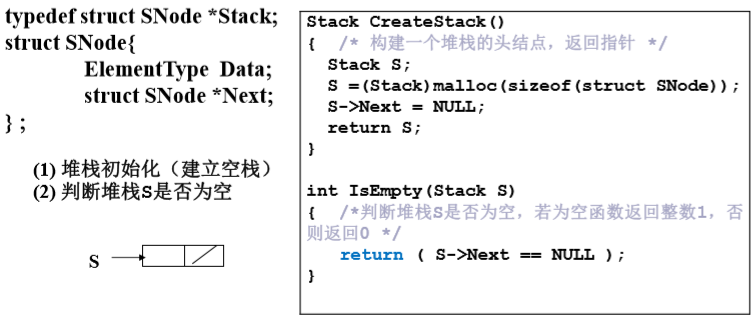 typedef struct SNode *Stack;
struct SNode{
ElementType Data;
struct SNode *Next;
} ;
(1) 堆栈初始化（建立空栈）
(2) 判断堆栈S是否为空
S
Stack CreateStack()
{ /* 构建一个堆栈的头结点，返回指针 */
Stack S;
S =(Stack)malloc(sizeof(struct SNode));
S->Next = NULL;
return S;
}
int IsEmpty(Stack S)
{ /*判断堆栈S是否为空，若为空函数返回整数1，否
则返回0 */
return ( S->Next == NULL );
}